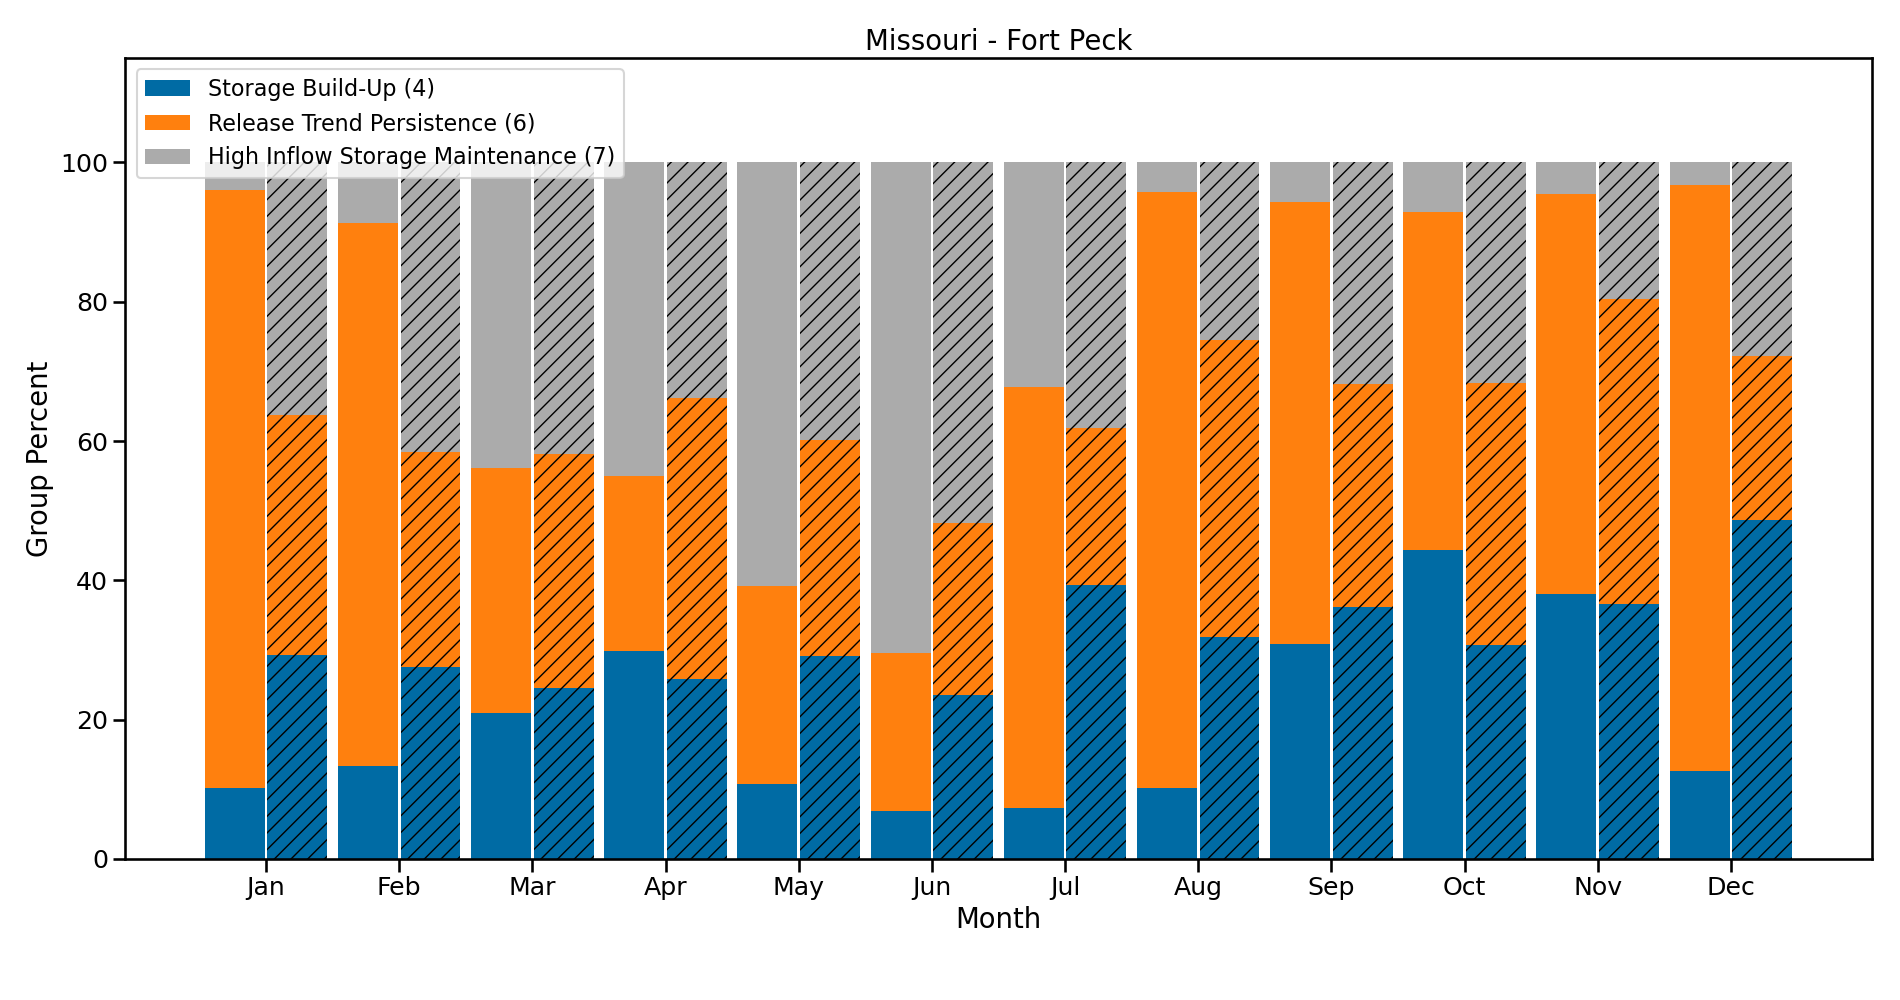 Missouri - Fort Peck
Storage Build-Up (4)
Release Trend Persistence (6)
High Inflow Storage Maintenance (7)
100
80
60
40
20
0
Group Percent
Jan Feb Mar Apr May Jun Jul Aug Sep Oct Nov Dec
Month